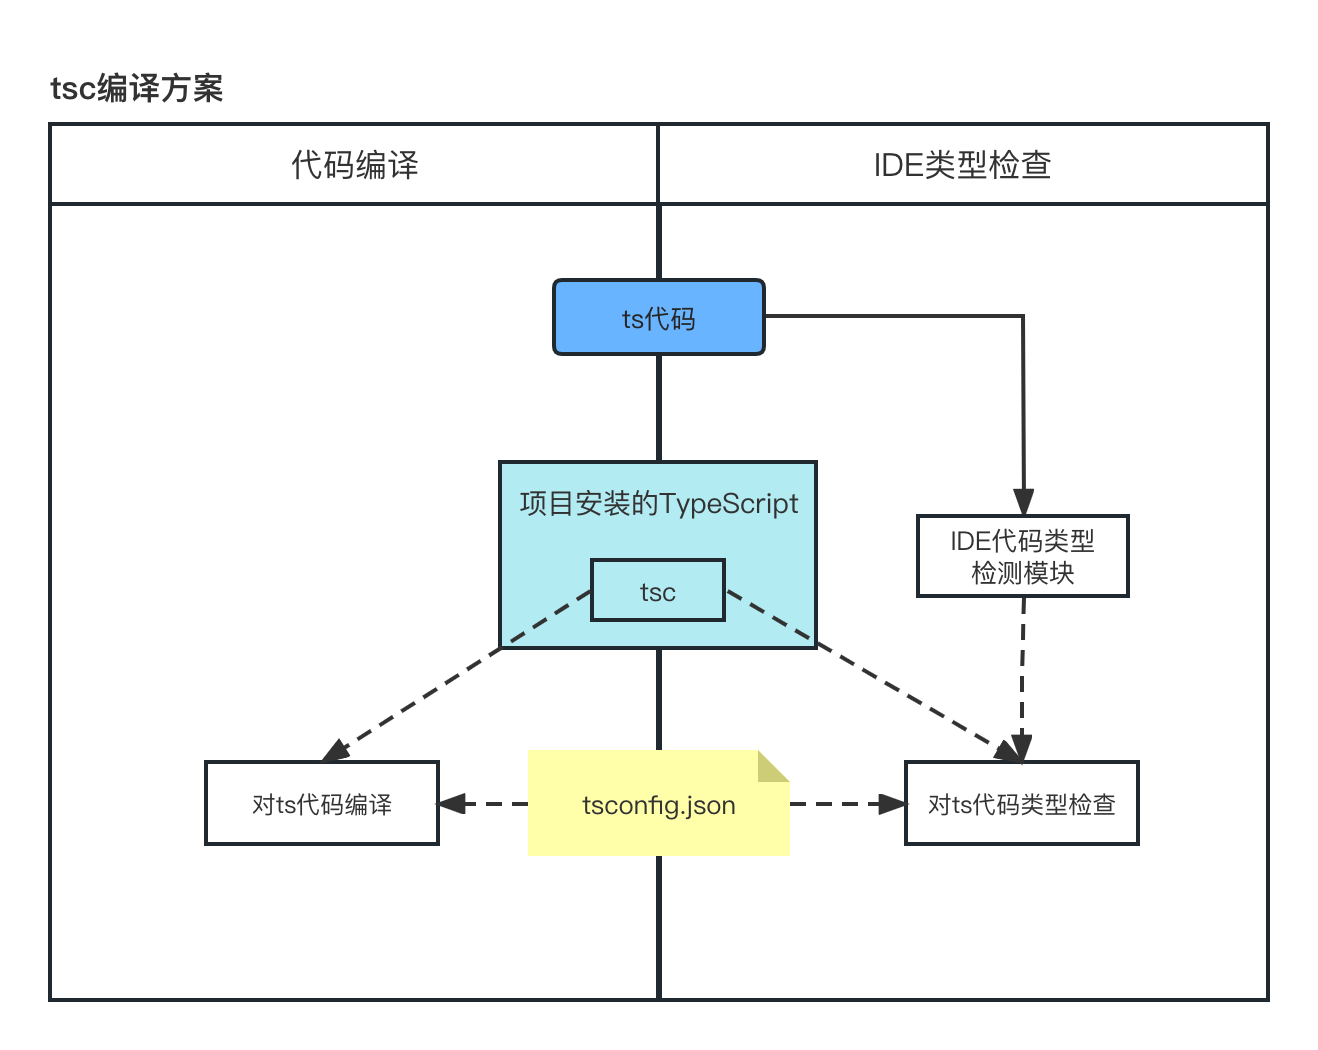 tsc编译方案
代码编译
IDE类型检查
ts代码
项目安装的TypeScript
IDE代码类型
检测模块
tsc
对ts代码编译
tsconfig.json
对ts代码类型检查